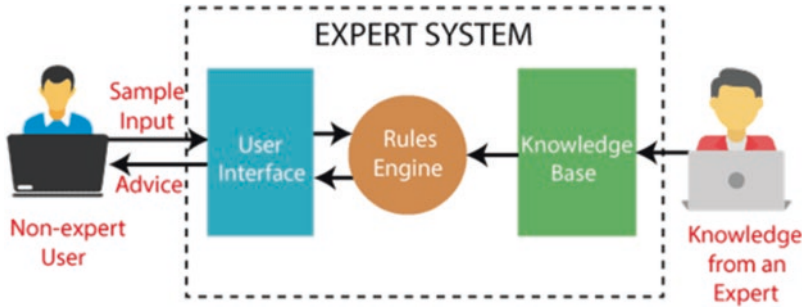 EXPERT SYSTEM
Sample
Input
Advice
Non-expert
User
User
Interface
Rules
Engine
Knowledge
Base
Knowledge
from an
Expert